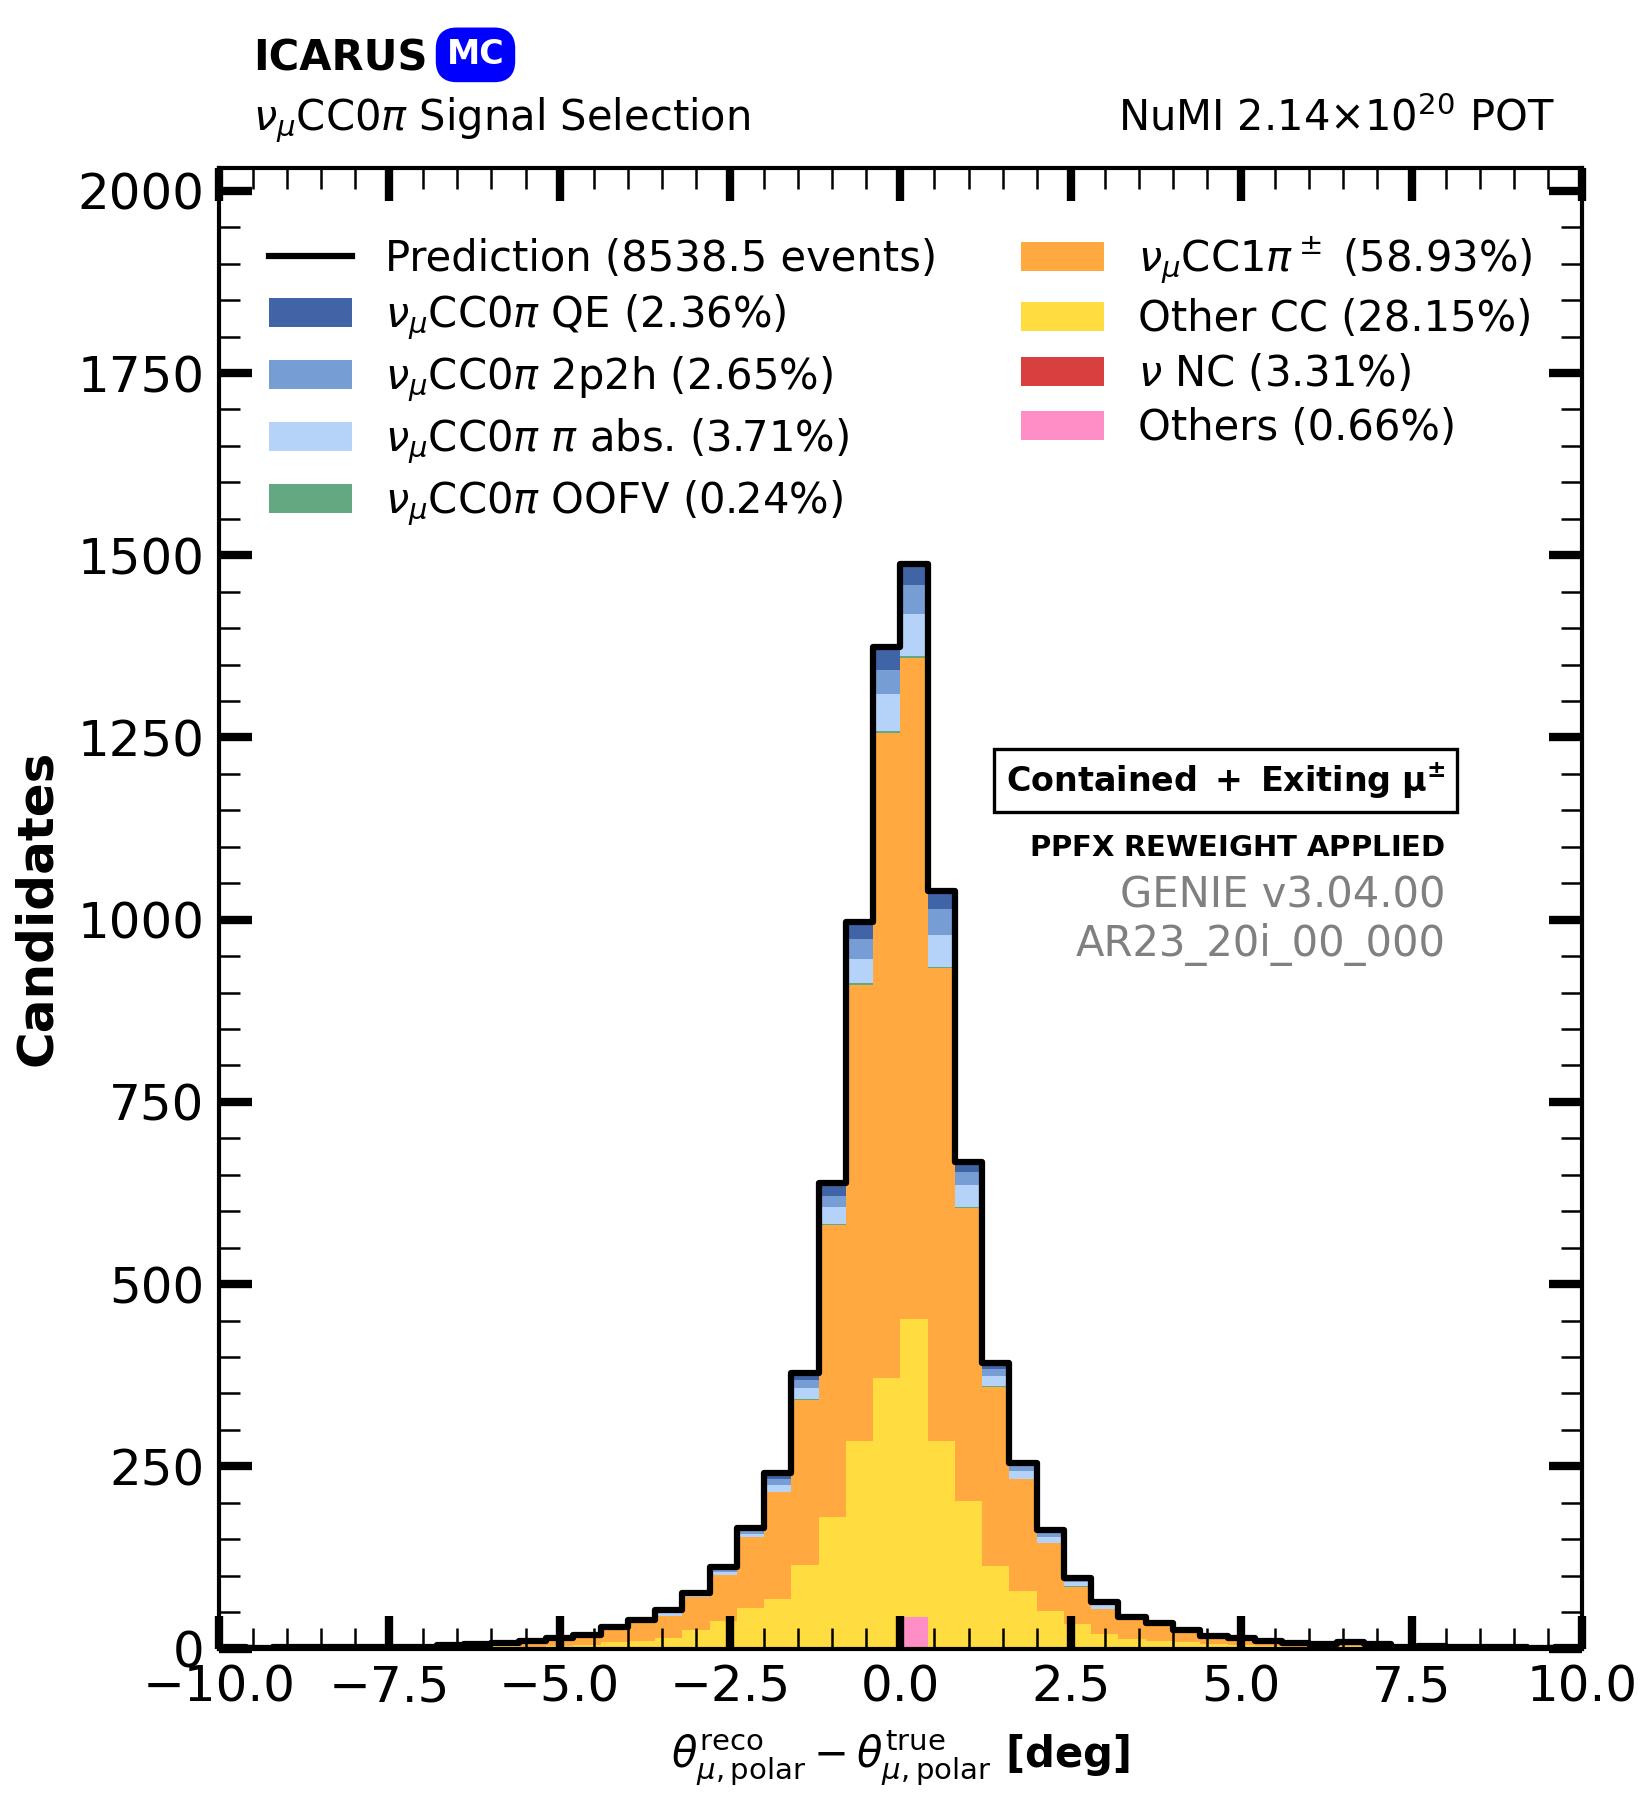 ICARUS MC
νμCC0π Signal Selection
NuMI 2.14×10²⁰ POT
2000
1750
1500
1250
1000
750
500
250
0
Candidates
Prediction (8538.5 events)
νμCC0π QE (2.36%)
νμCC0π 2p2h (2.65%)
νμCC0π π abs. (3.71%)
νμCC0π OOFV (0.24%)
νμCC1π± (58.93%)
Other CC (28.15%)
ν NC (3.31%)
Others (0.66%)
Contained + Exiting μ±
PPFX REWEIGHT APPLIED
GENIE v3.04.00
AR23_20i_00_000
−10.0 −7.5 −5.0 −2.5 0.0 2.5 5.0 7.5 10.0
θ^reco_μ,polar − θ^true_μ,polar [deg]